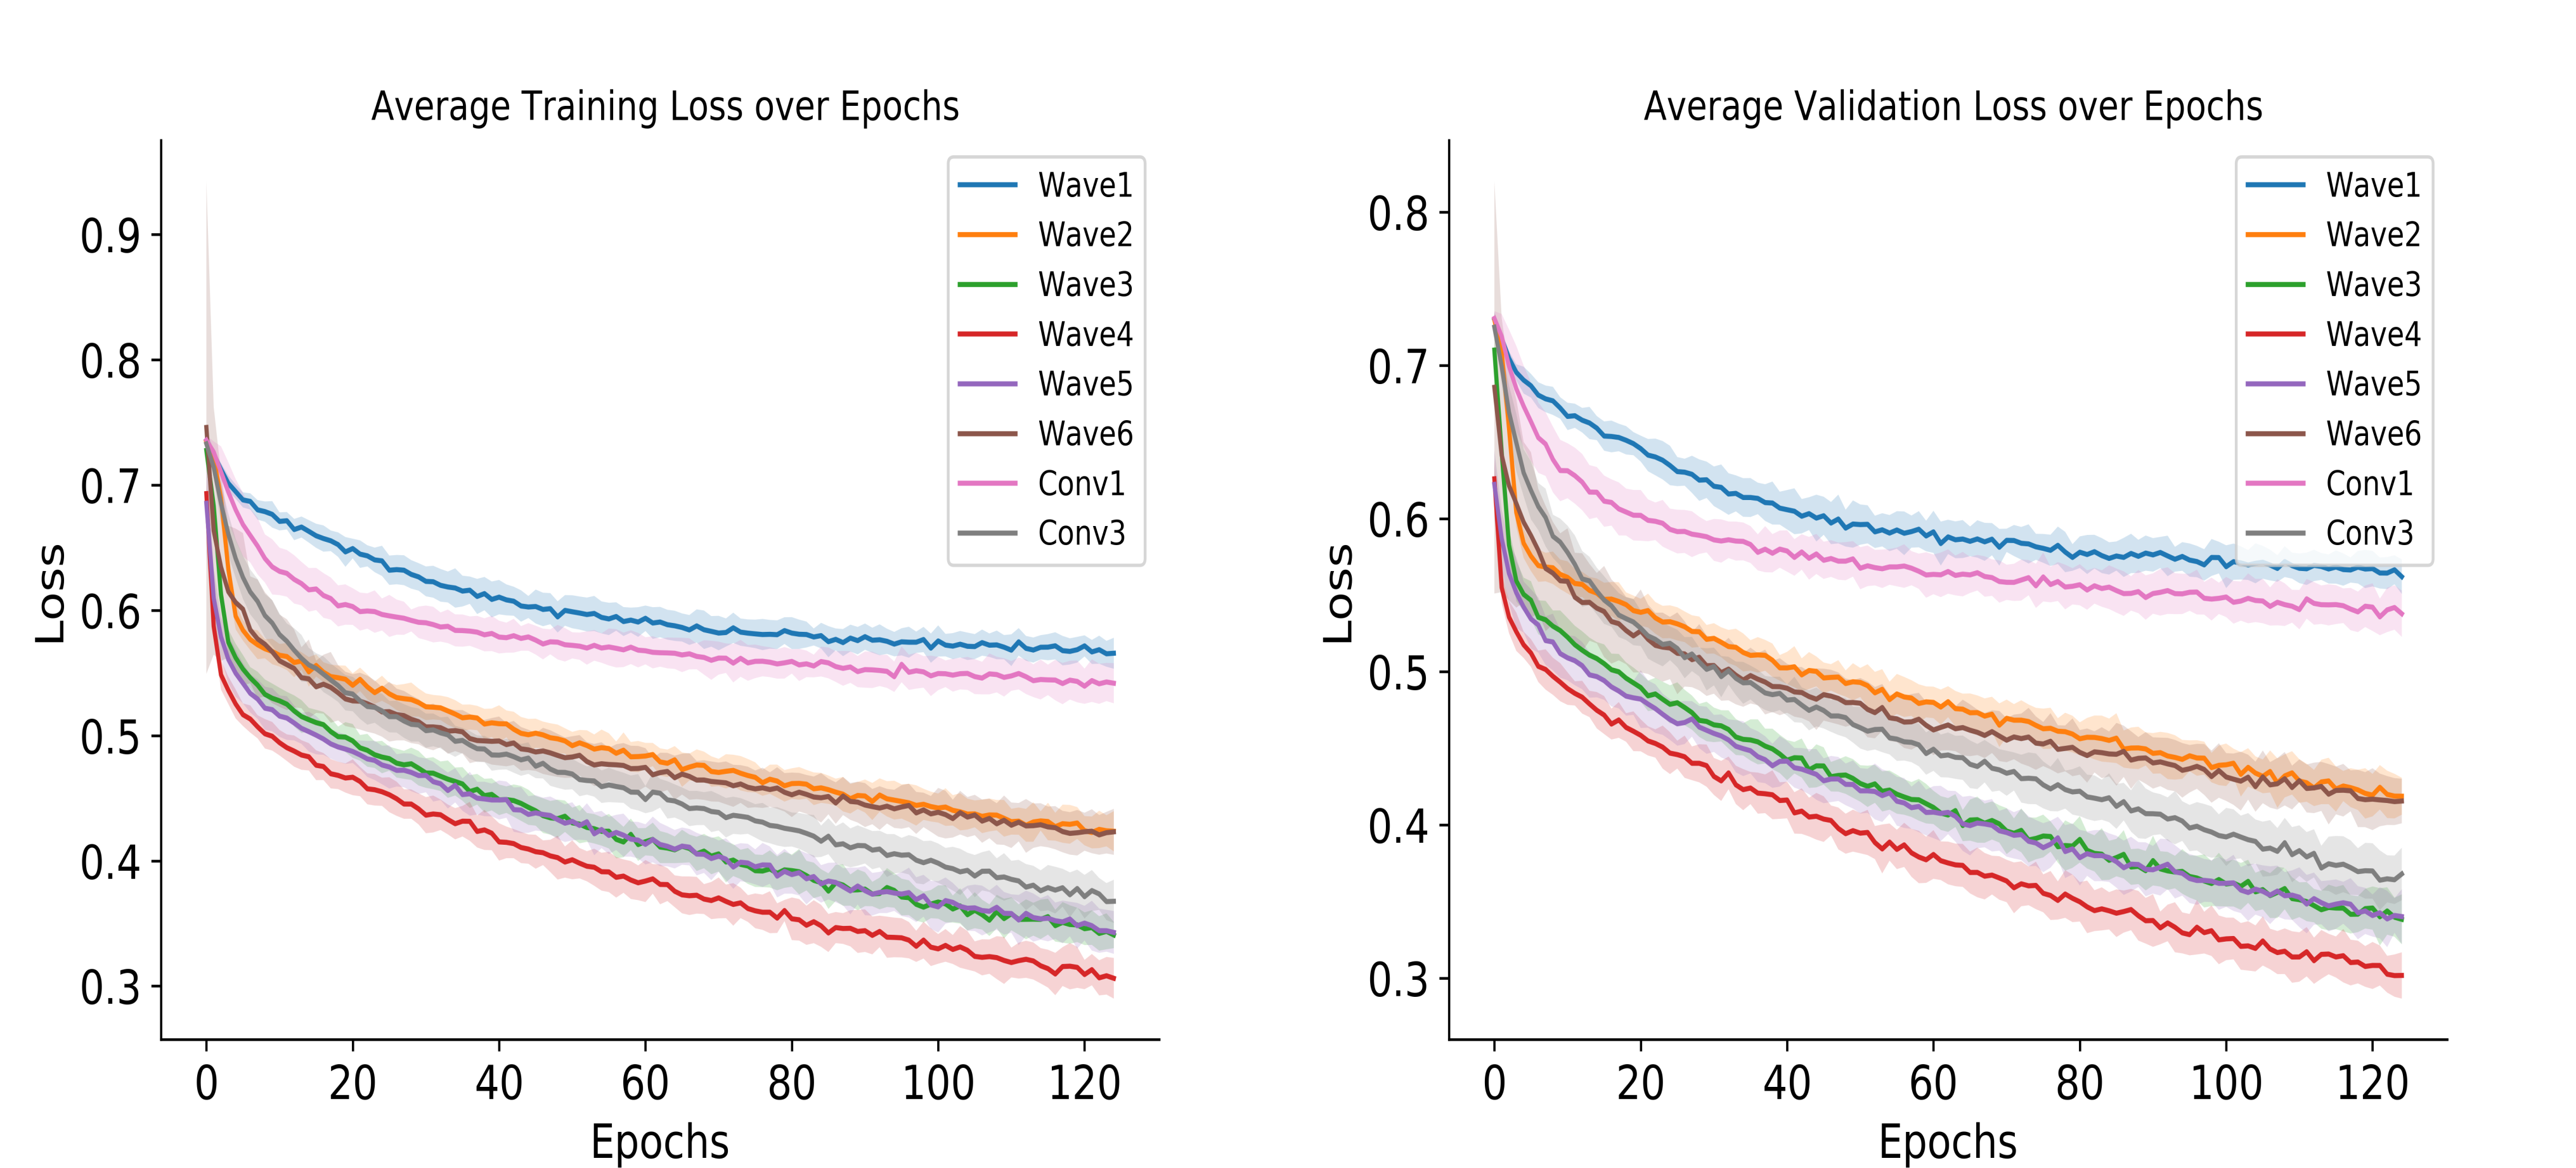 Average Training Loss over Epochs
Loss
0.9
0.8
0.7
0.6
0.5
0.4
0.3
0 20 40 60 80 100 120
Epochs
Wave1
Wave2
Wave3
Wave4
Wave5
Wave6
Conv1
Conv3
Average Validation Loss over Epochs
Loss
0.8
0.7
0.6
0.5
0.4
0.3
0 20 40 60 80 100 120
Epochs
Wave1
Wave2
Wave3
Wave4
Wave5
Wave6
Conv1
Conv3